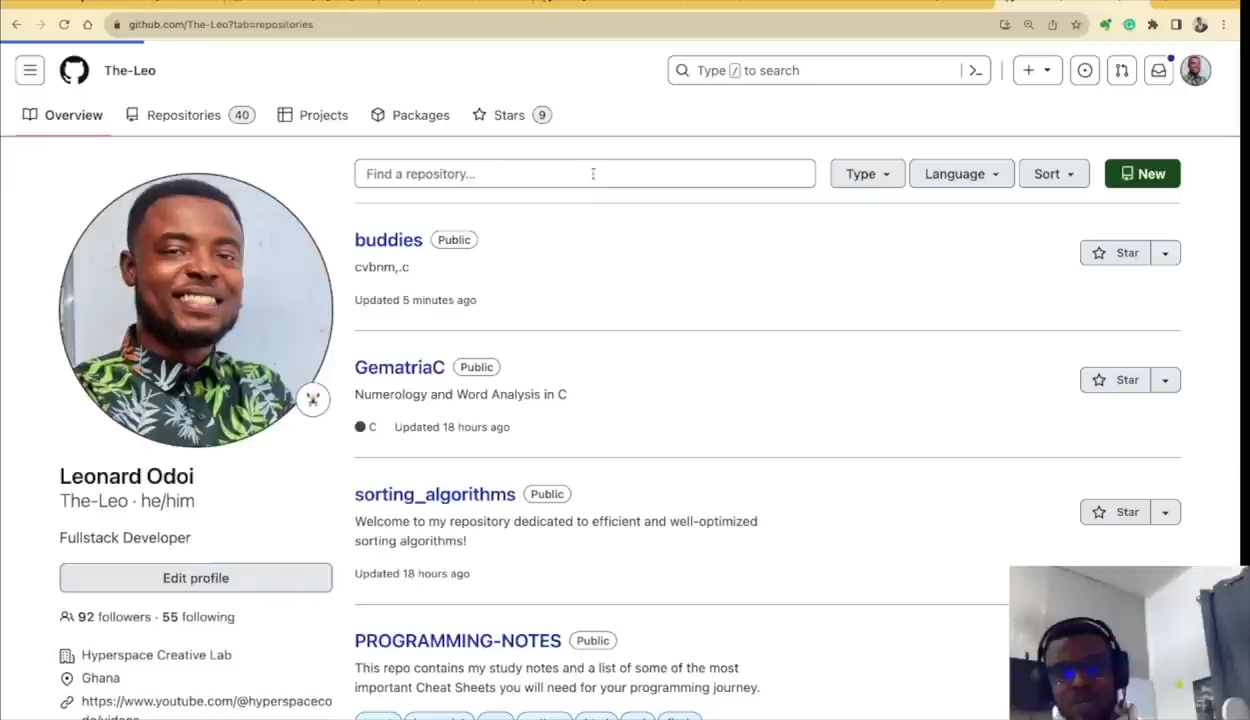 github.com/The-Leo?tab=repositories
The-Leo
Type / to search
Overview
Repositories 40
Projects
Packages
Stars 9
Find a repository...
Type
Language
Sort
New
buddies Public
cvbnm,.c
Updated 5 minutes ago
Star
GematriaC Public
Numerology and Word Analysis in C
C Updated 18 hours ago
Star
sorting_algorithms Public
Welcome to my repository dedicated to efficient and well-optimized
sorting algorithms!
Updated 18 hours ago
Star
PROGRAMMING-NOTES Public
This repo contains my study notes and a list of some of the most
important Cheat Sheets you will need for your programming journey.
Leonard Odoi
The-Leo · he/him
Fullstack Developer
Edit profile
92 followers · 55 following
Hyperspace Creative Lab
Ghana
https://www.youtube.com/@hyperspaceco